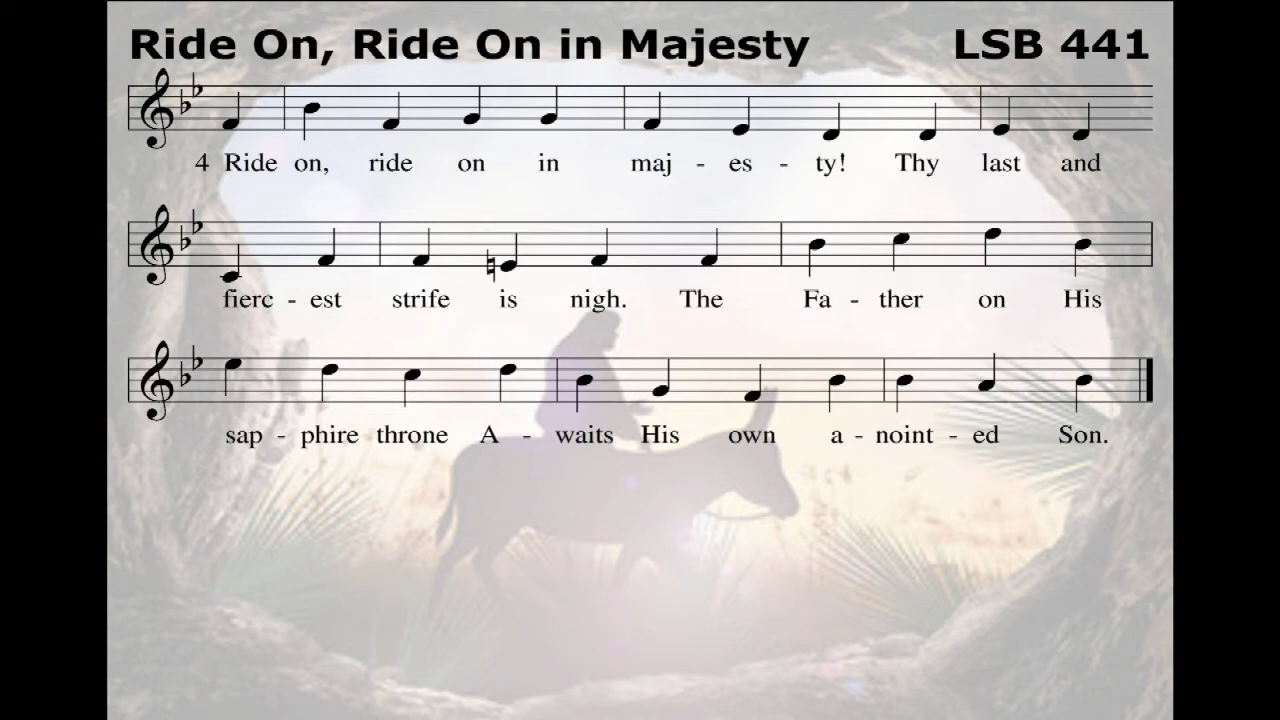 Ride On, Ride On in Majesty LSB 441
4 Ride on, ride on in maj - es - ty! Thy last and
fierc - est strife is nigh. The Fa - ther on His
sap - phire throne A - waits His own a - noint - ed Son.